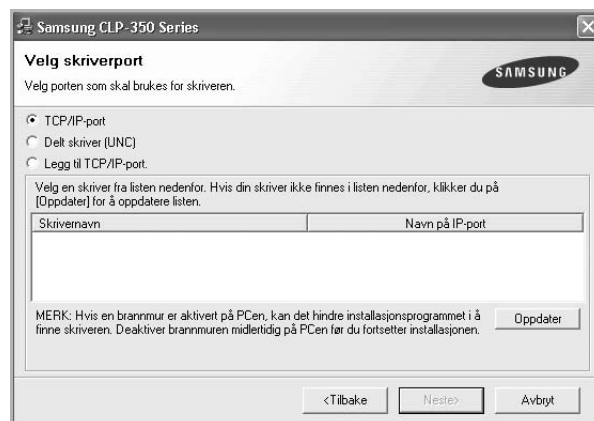 Samsung CLP-350 Series
Velg skriverport
Velg porten som skal brukes for skriveren.
SAMSUNG
TCP/IP-port
Delt skriver (UNC)
Legg til TCP/IP-port.
Velg en skriver fra listen nedenfor. Hvis din skriver ikke finnes i listen nedenfor, klikker du på
[Oppdater] for å oppdatere listen.
Skrivernavn Navn på IP-port
MERK: Hvis en brannmur er aktivert på PCen, kan det hindre installasjonsprogrammet i å
finne skriveren. Deaktiver brannmuren midlertidig på PCen før du fortsetter installasjonen.
Oppdater
<Tilbake Neste> Avbryt